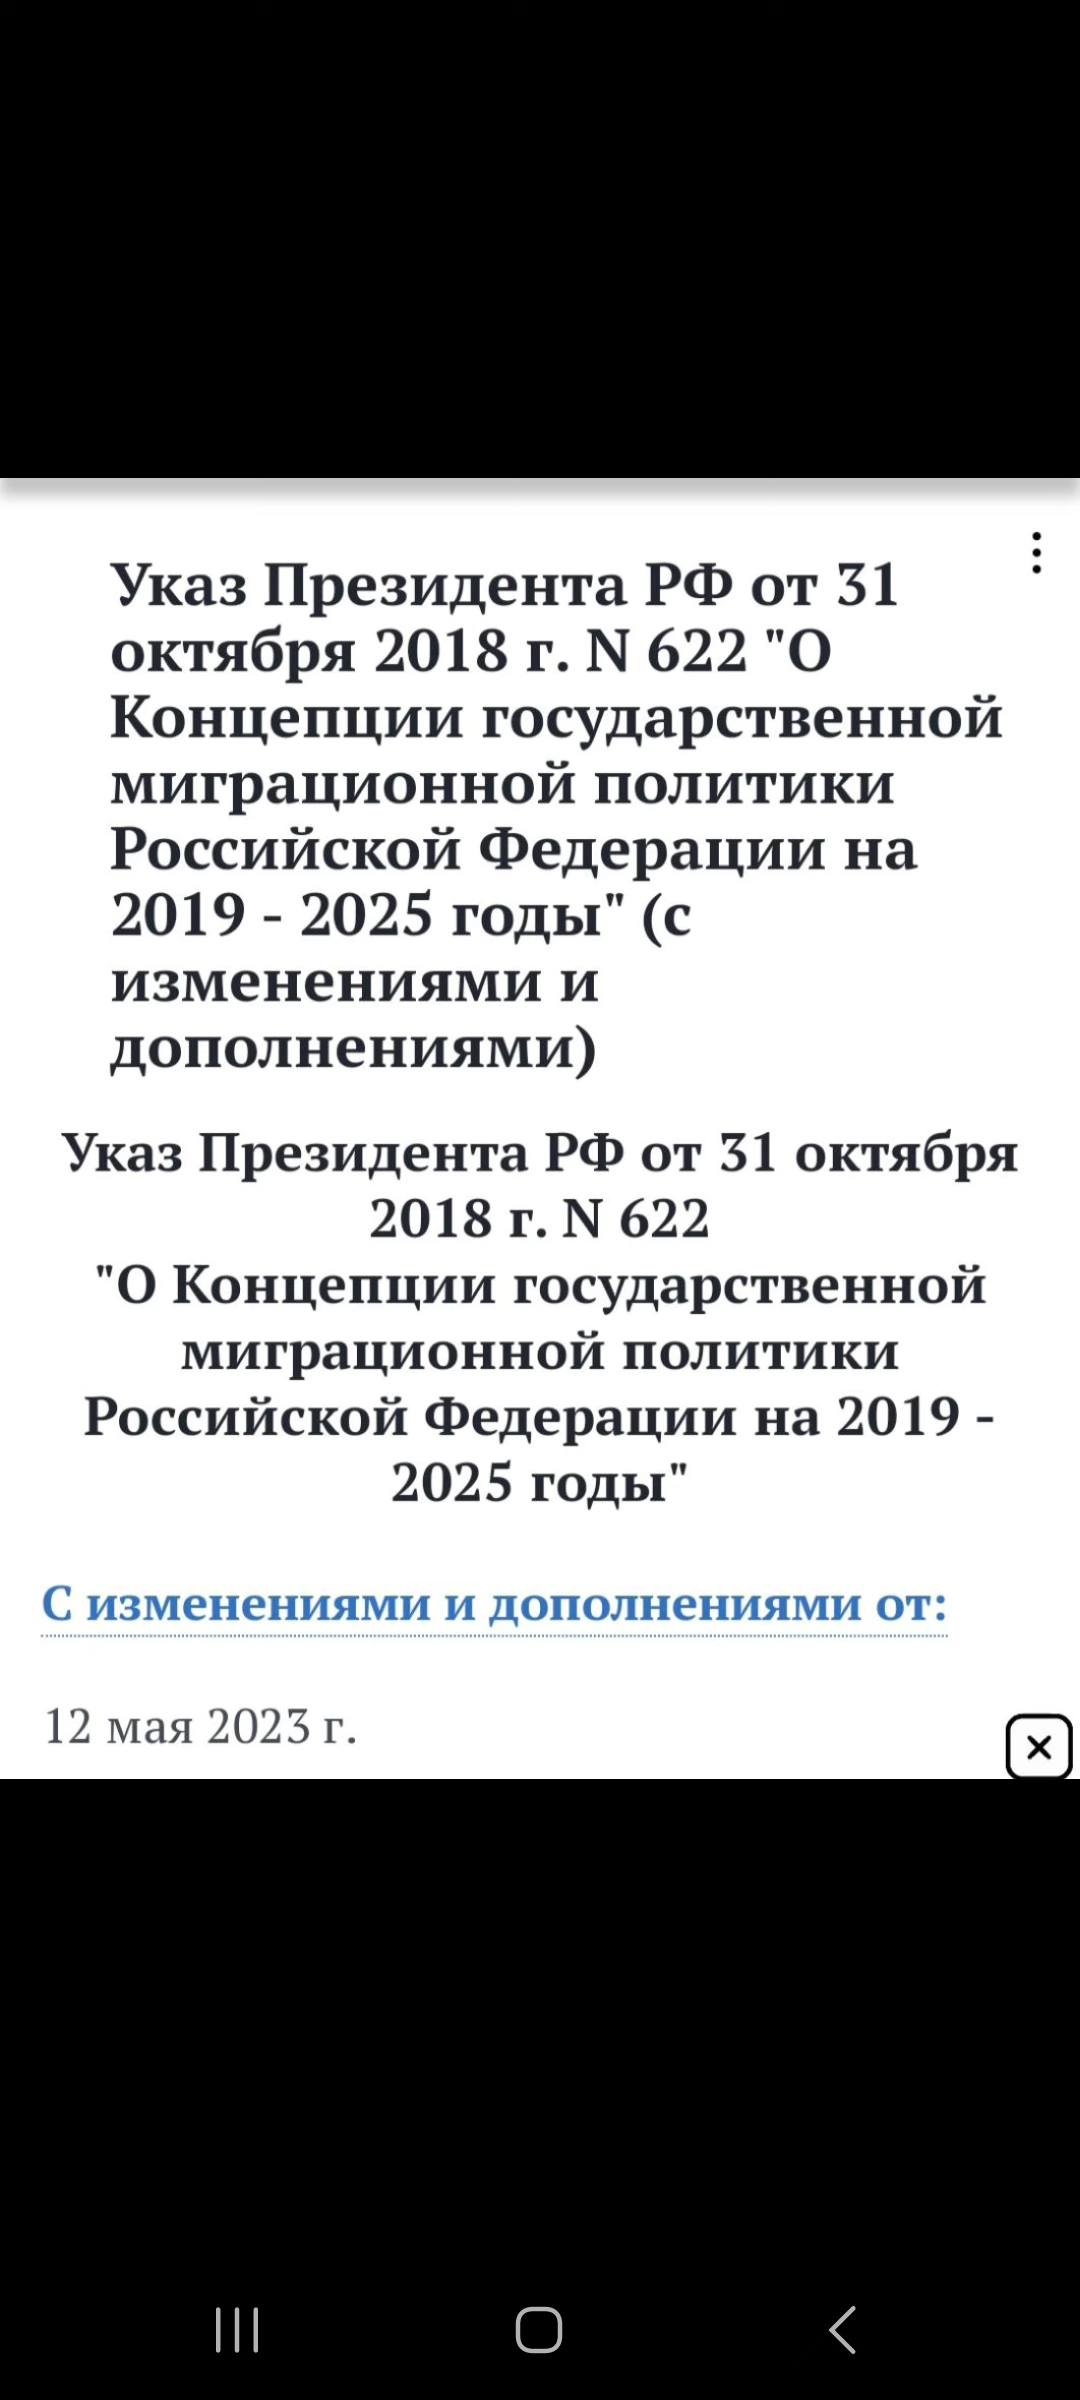 Указ Президента РФ от 31
октября 2018 г. N 622 "О
Концепции государственной
миграционной политики
Российской Федерации на
2019 - 2025 годы" (с
изменениями и
дополнениями)
Указ Президента РФ от 31 октября
2018 г. N 622
"О Концепции государственной
миграционной политики
Российской Федерации на 2019 -
2025 годы"
С изменениями и дополнениями от:
12 мая 2023 г.